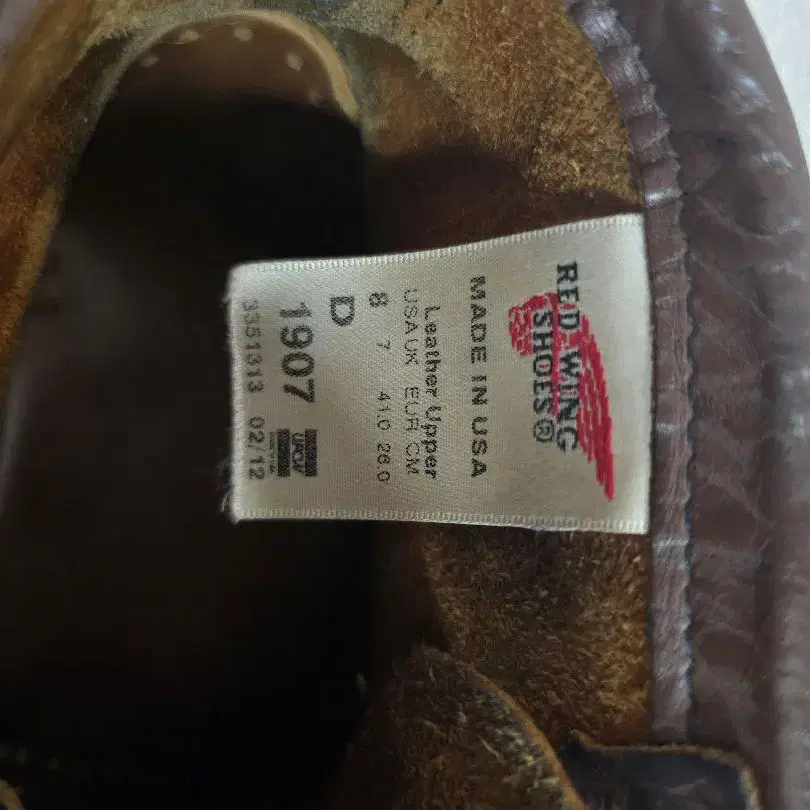 RED WING
SHOES®
MADE IN USA
Leather Upper
USA UK EUR CM
8 7 41.0 26.0
D
1907
UFCW
3351313 02/12